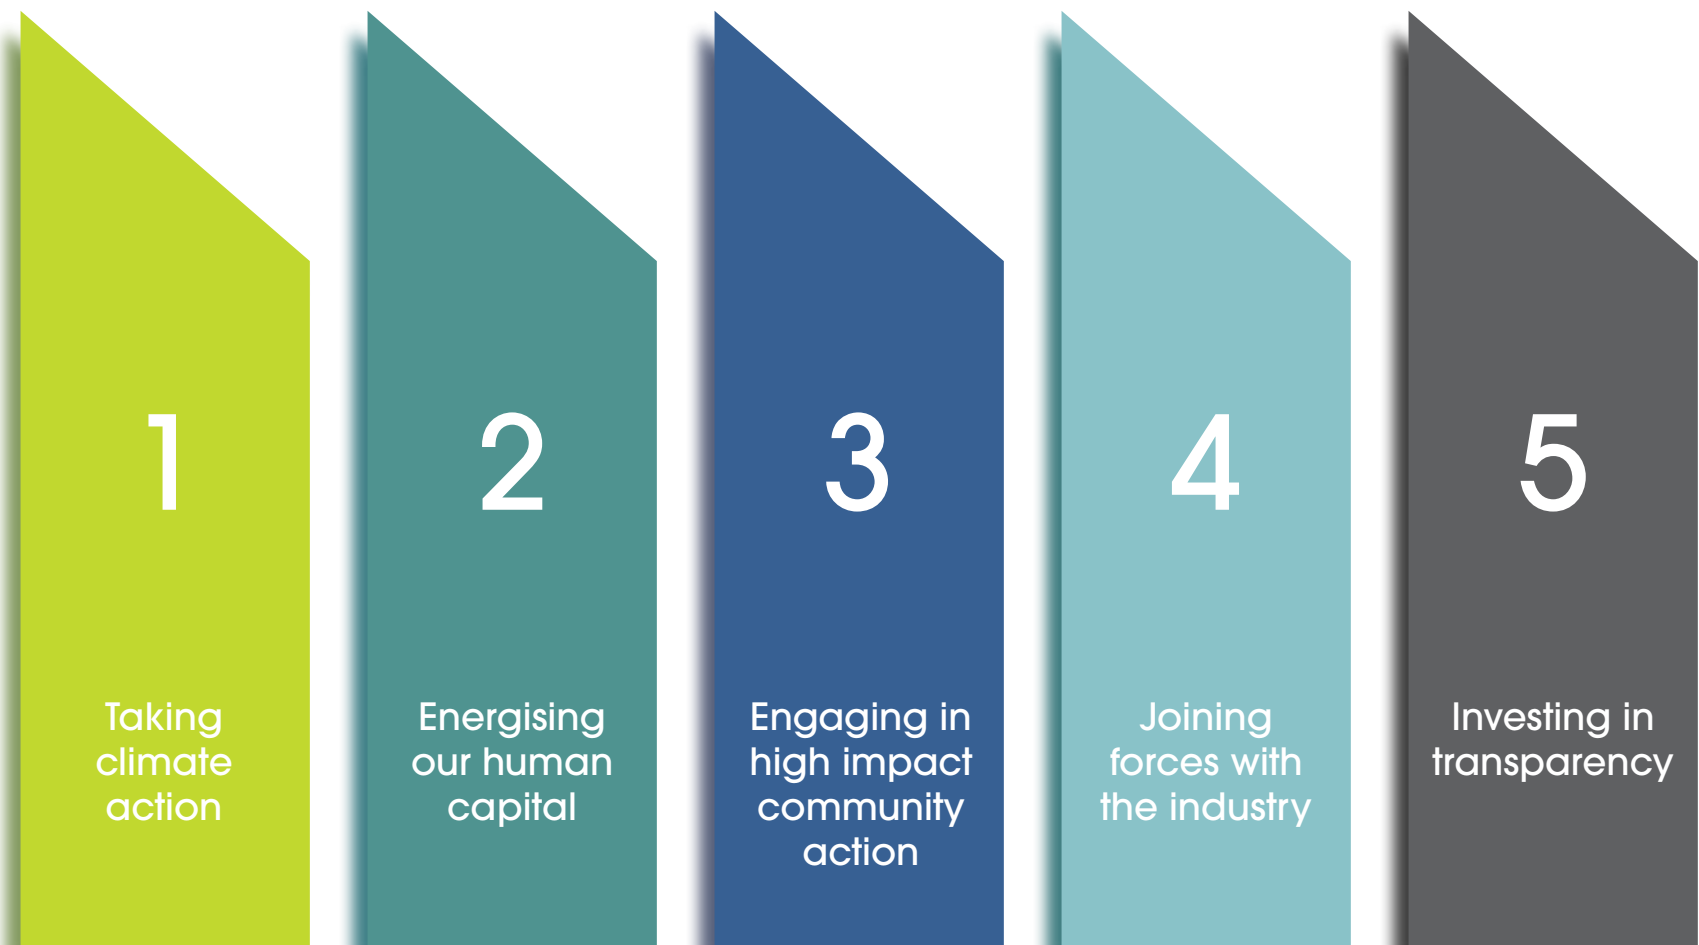 1
Taking
climate
action
2
Energising
our human
capital
3
Engaging in
high impact
community
action
4
Joining
forces with
the industry
5
Investing in
transparency